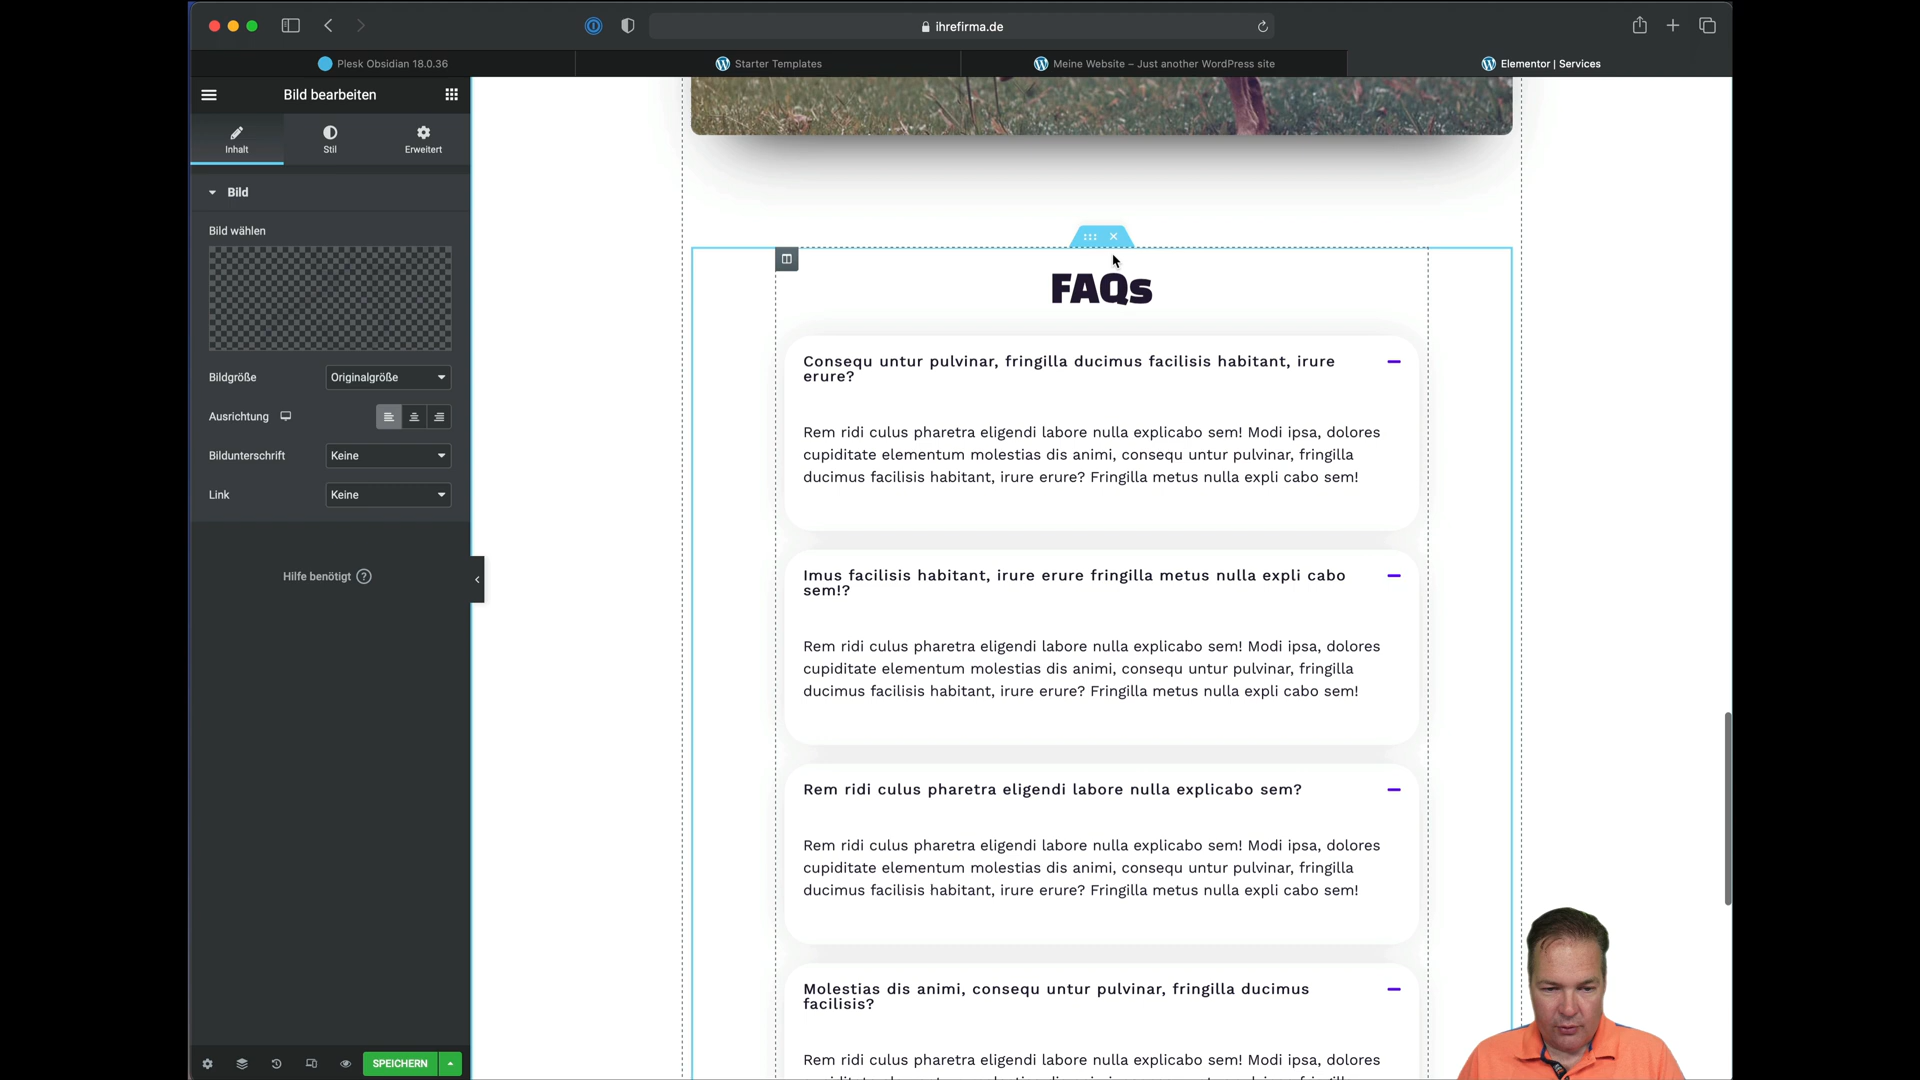 ihrefirma.de
Plesk Obsidian 18.0.36
Starter Templates
Meine Website – Just another WordPress site
Elementor | Services
Bild bearbeiten
Inhalt
Stil
Erweitert
Bild
Bild wählen
Bildgröße
Originalgröße
Ausrichtung
Bildunterschrift
Keine
Link
Keine
Hilfe benötigt
SPEICHERN
FAQs
Consequ untur pulvinar, fringilla ducimus facilisis habitant, irure
erure?
Rem ridi culus pharetra eligendi labore nulla explicabo sem! Modi ipsa, dolores
cupiditate elementum molestias dis animi, consequ untur pulvinar, fringilla
ducimus facilisis habitant, irure erure? Fringilla metus nulla expli cabo sem!
Imus facilisis habitant, irure erure fringilla metus nulla expli cabo
sem!?
Rem ridi culus pharetra eligendi labore nulla explicabo sem! Modi ipsa, dolores
cupiditate elementum molestias dis animi, consequ untur pulvinar, fringilla
ducimus facilisis habitant, irure erure? Fringilla metus nulla expli cabo sem!
Rem ridi culus pharetra eligendi labore nulla explicabo sem?
Rem ridi culus pharetra eligendi labore nulla explicabo sem! Modi ipsa, dolores
cupiditate elementum molestias dis animi, consequ untur pulvinar, fringilla
ducimus facilisis habitant, irure erure? Fringilla metus nulla expli cabo sem!
Molestias dis animi, consequ untur pulvinar, fringilla ducimus
facilisis?
Rem ridi culus pharetra eligendi labore nulla explicabo sem! Modi ipsa, dolores